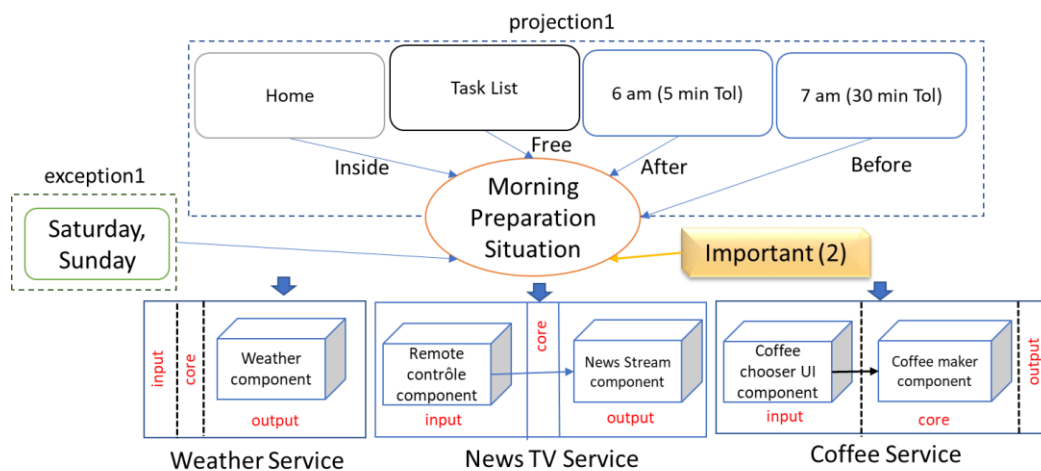 projection1
Home
Task List
6 am (5 min Tol)
7 am (30 min Tol)
Inside
Free
After
Before
exception1
Saturday,
Sunday
Morning
Preparation
Situation
Important (2)
input
core
Weather
component
output
Remote
contrôle
component
input
core
News Stream
component
output
Coffee
chooser UI
component
input
Coffee maker
component
core
output
Weather Service
News TV Service
Coffee Service